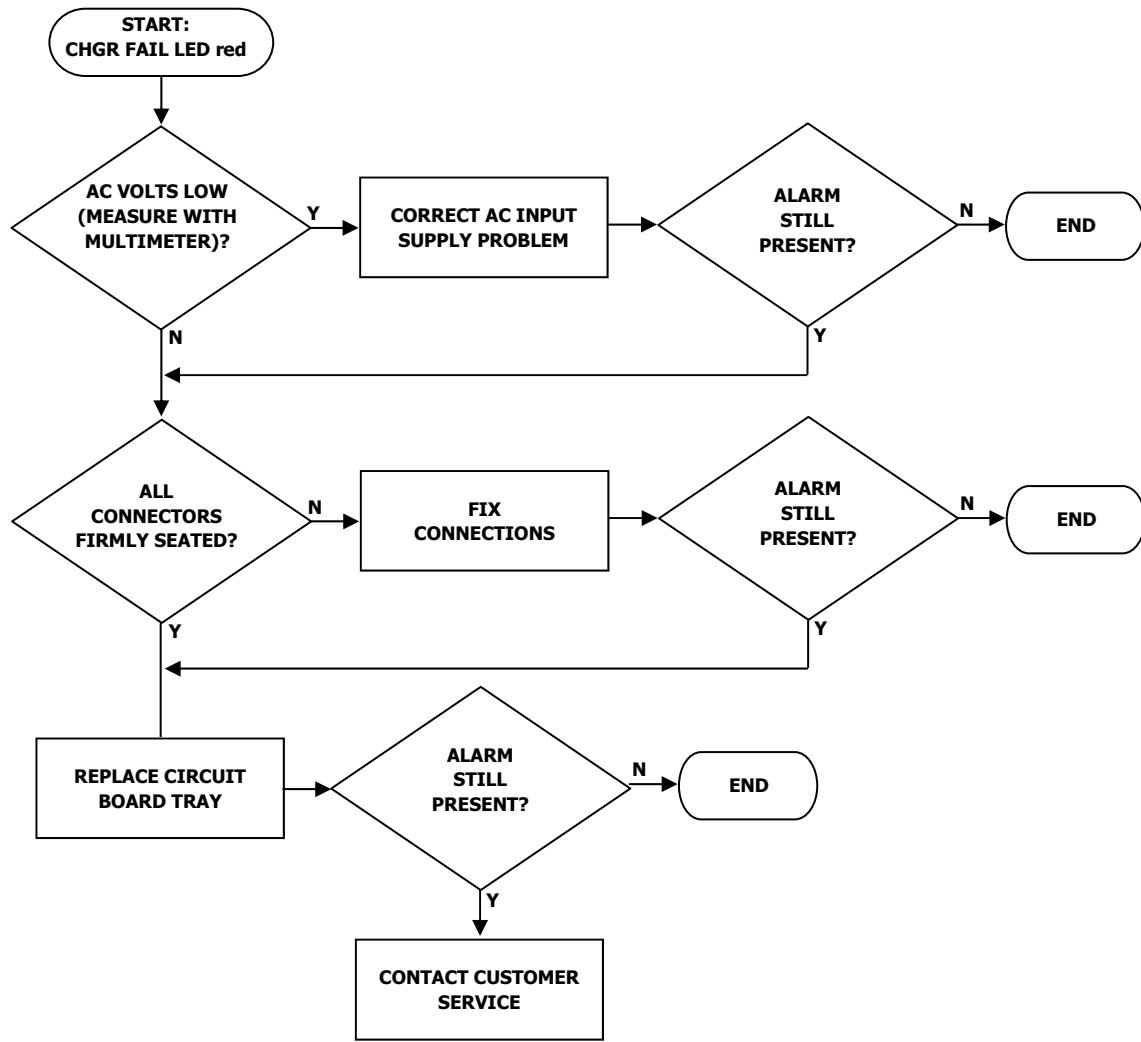 START:
CHGR FAIL LED red
AC VOLTS LOW
(MEASURE WITH
MULTIMETER)?
Y
CORRECT AC INPUT
SUPPLY PROBLEM
ALARM
STILL
PRESENT?
N
END
N
Y
ALL
CONNECTORS
FIRMLY SEATED?
N
FIX
CONNECTIONS
ALARM
STILL
PRESENT?
N
END
Y
Y
REPLACE CIRCUIT
BOARD TRAY
ALARM
STILL
PRESENT?
N
END
Y
CONTACT CUSTOMER
SERVICE